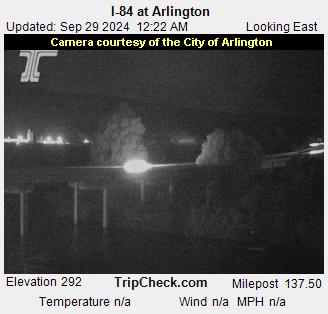 I-84 at Arlington
Updated: Sep 29 2024 12:22 AM Looking East
Camera courtesy of the City of Arlington
Elevation 292 TripCheck.com Milepost 137.50
Temperature n/a Wind n/a MPH n/a